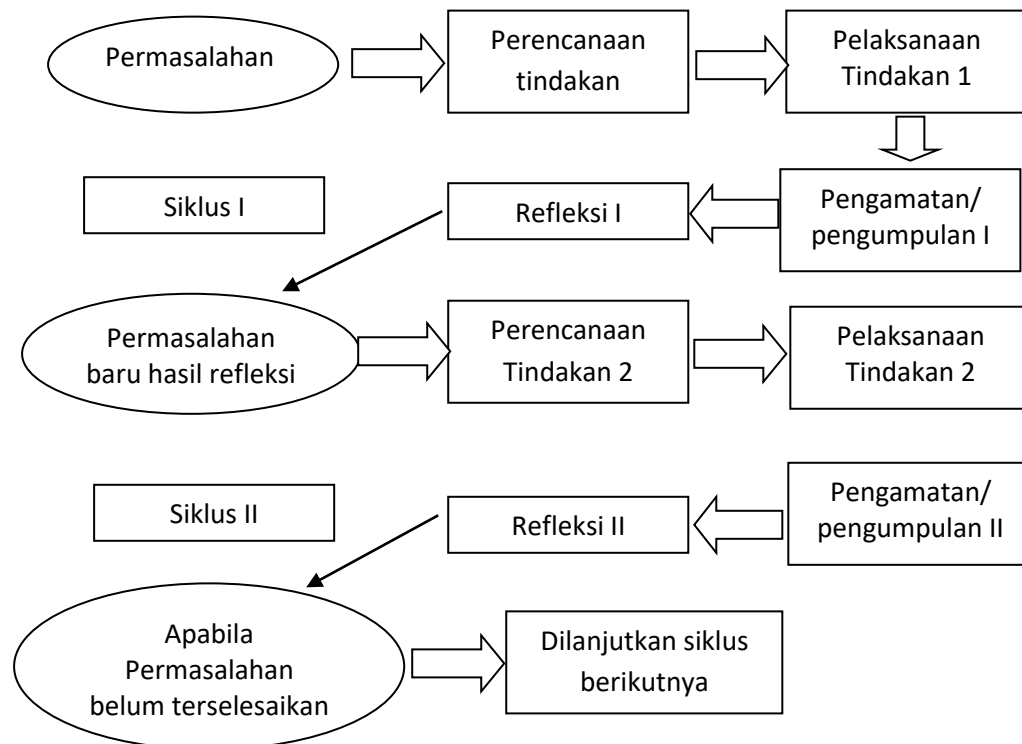 Permasalahan
Perencanaan
tindakan
Pelaksanaan
Tindakan 1
Siklus I
Refleksi I
Pengamatan/
pengumpulan I
Permasalahan
baru hasil refleksi
Perencanaan
Tindakan 2
Pelaksanaan
Tindakan 2
Siklus II
Refleksi II
Pengamatan/
pengumpulan II
Apabila
Permasalahan
belum terselesaikan
Dilanjutkan siklus
berikutnya